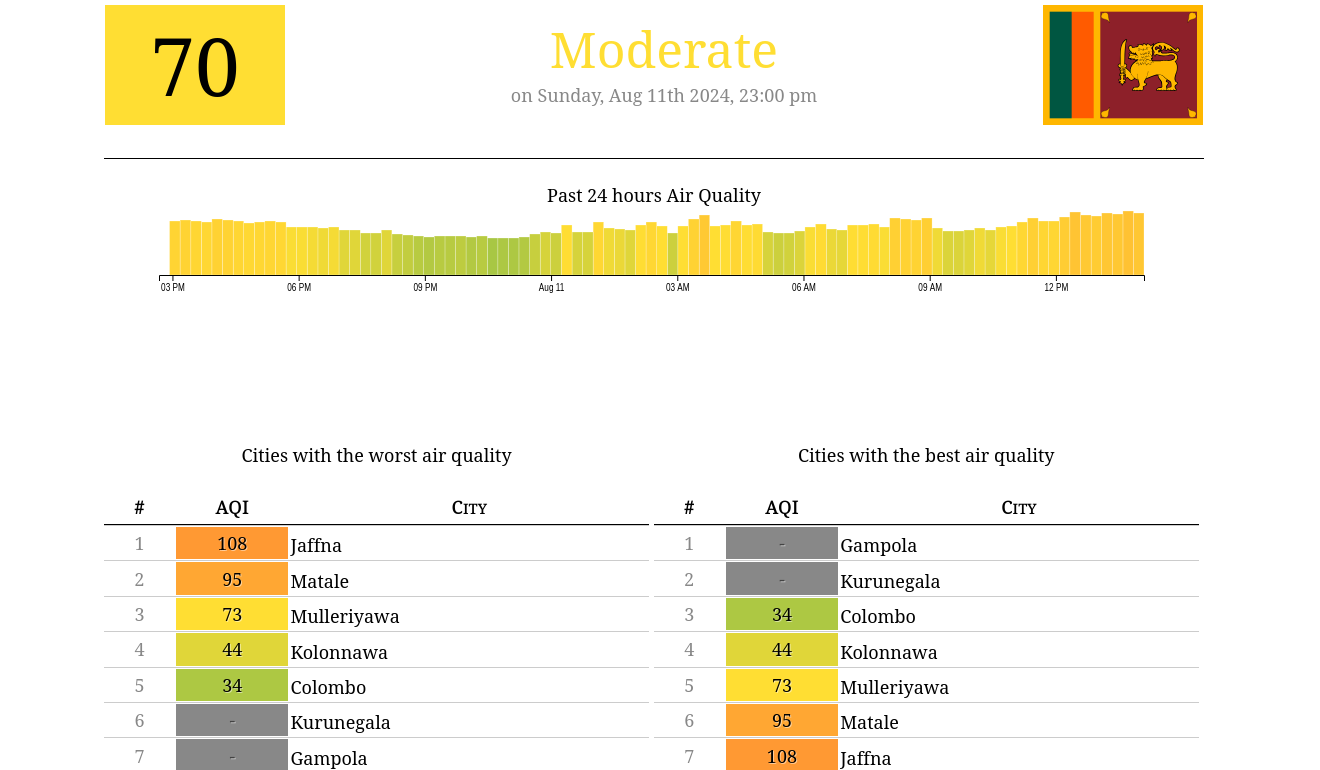 70
Moderate
on Sunday, Aug 11th 2024, 23:00 pm
Past 24 hours Air Quality
03 PM 06 PM 09 PM Aug 11 03 AM 06 AM 09 AM 12 PM
Cities with the worst air quality
# AQI City
1 108 Jaffna
2 95 Matale
3 73 Mulleriyawa
4 44 Kolonnawa
5 34 Colombo
6 - Kurunegala
7 - Gampola
Cities with the best air quality
# AQI City
1 - Gampola
2 - Kurunegala
3 34 Colombo
4 44 Kolonnawa
5 73 Mulleriyawa
6 95 Matale
7 108 Jaffna